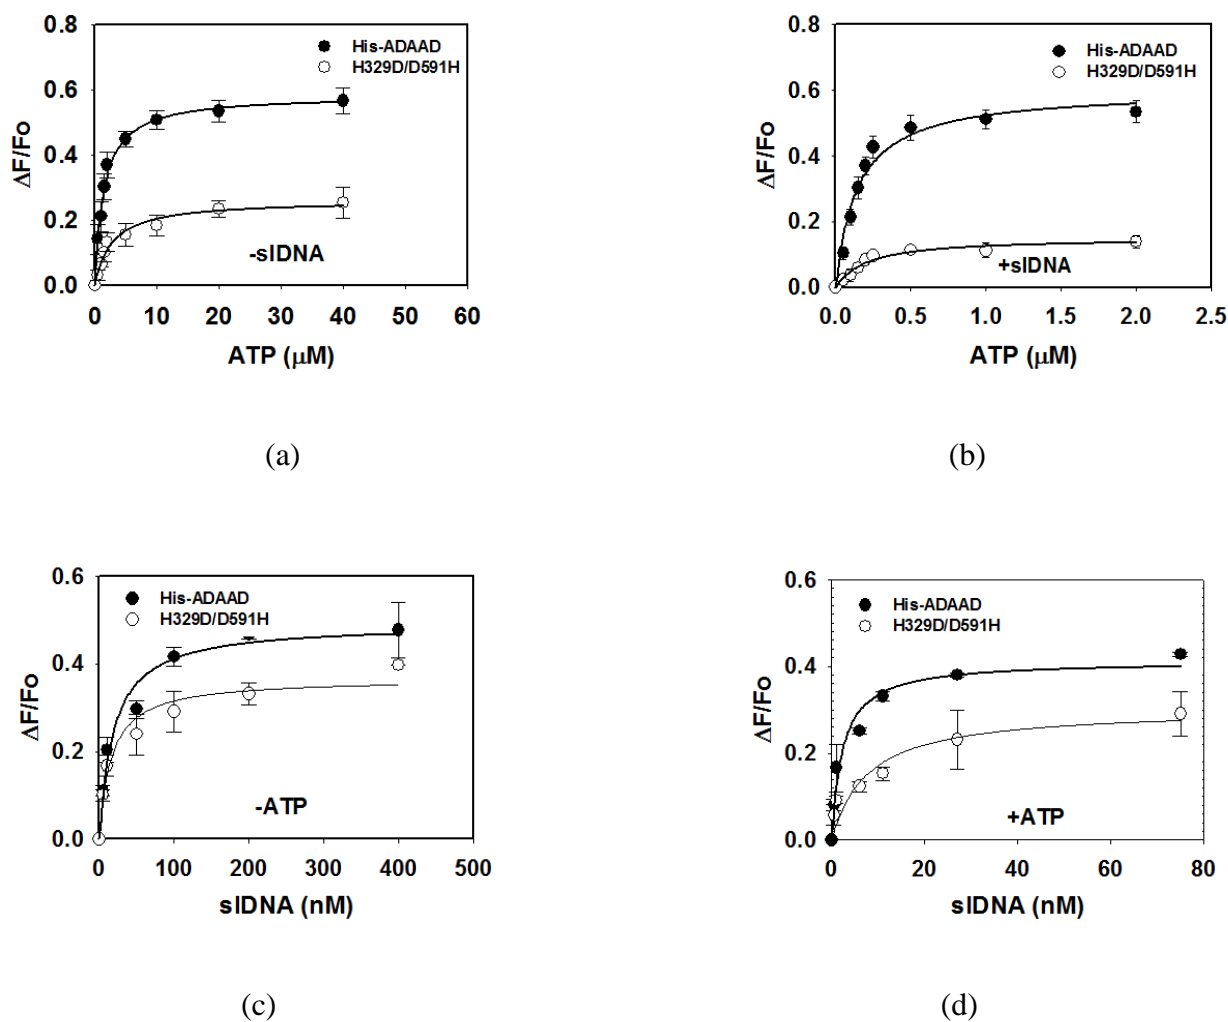 0.8
0.6
0.4
0.2
0.0
ΔF/Fo
His-ADAAD
H329D/D591H
-slDNA
0 10 20 30 40 50 60
ATP (μM)
(a)
0.8
0.6
0.4
0.2
0.0
ΔF/Fo
His-ADAAD
H329D/D591H
+slDNA
0.0 0.5 1.0 1.5 2.0 2.5
ATP (μM)
(b)
0.6
0.4
0.2
0.0
ΔF/Fo
His-ADAAD
H329D/D591H
-ATP
0 100 200 300 400 500
slDNA (nM)
(c)
0.6
0.4
0.2
0.0
ΔF/Fo
His-ADAAD
H329D/D591H
+ATP
0 20 40 60 80
slDNA (nM)
(d)